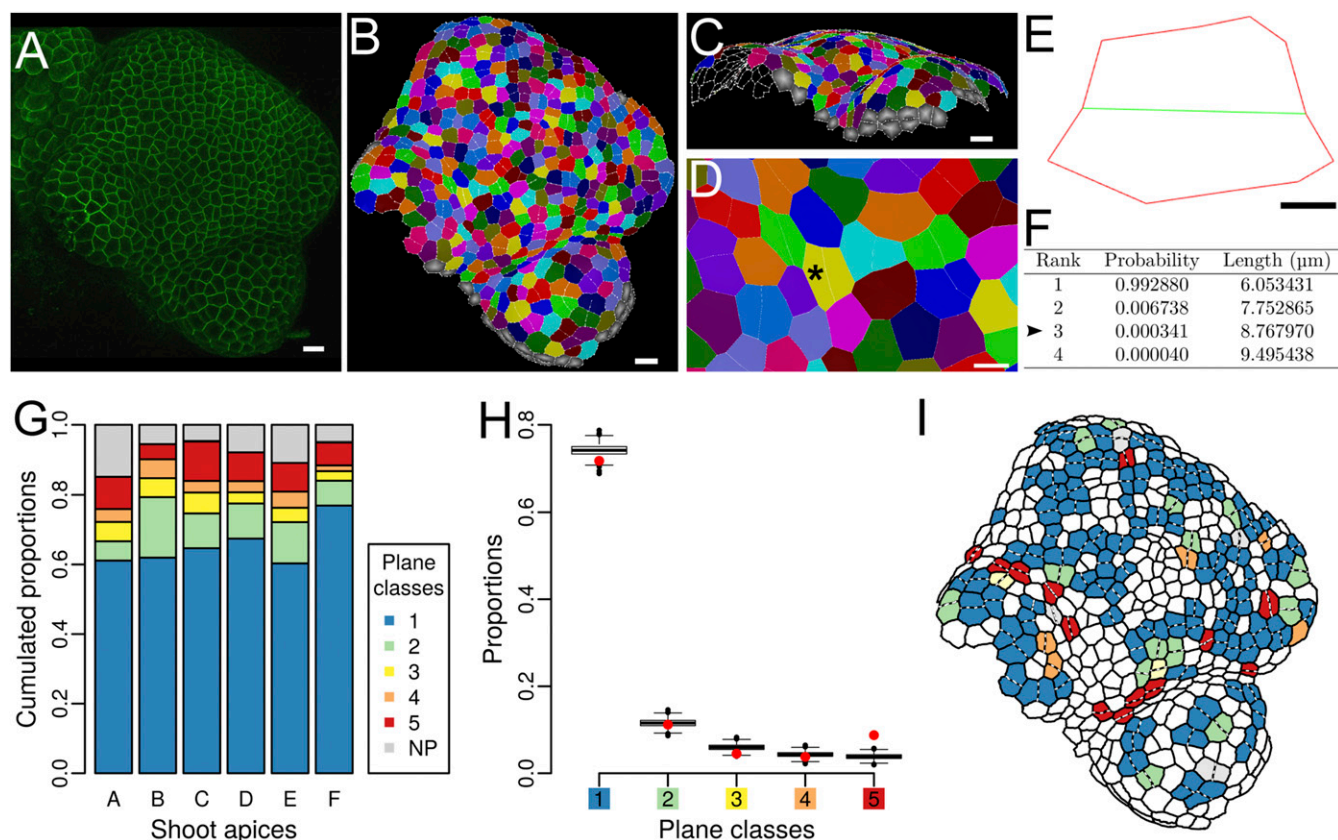 A
B
C
D
*
E
F
Rank Probability Length (µm)
1 0.992880 6.053431
2 0.006738 7.752865
3 0.000341 8.767970
4 0.000040 9.495438
G
Cumulated proportions
1.0
0.8
0.6
0.4
0.2
0.0
A B C D E F
Shoot apices
Plane
classes
1
2
3
4
5
NP
H
Proportions
0.8
0.6
0.4
0.2
0.0
1 2 3 4 5
Plane classes
I